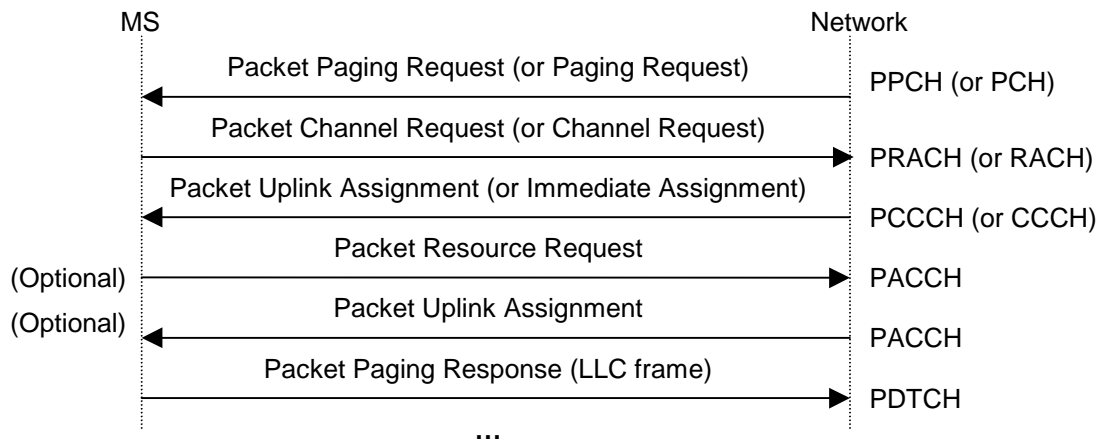 MS Network
Packet Paging Request (or Paging Request)
PPCH (or PCH)
Packet Channel Request (or Channel Request)
PRACH (or RACH)
Packet Uplink Assignment (or Immediate Assignment)
PCCCH (or CCCH)
Packet Resource Request
(Optional) PACCH
Packet Uplink Assignment
(Optional) PACCH
Packet Paging Response (LLC frame)
PDTCH
...